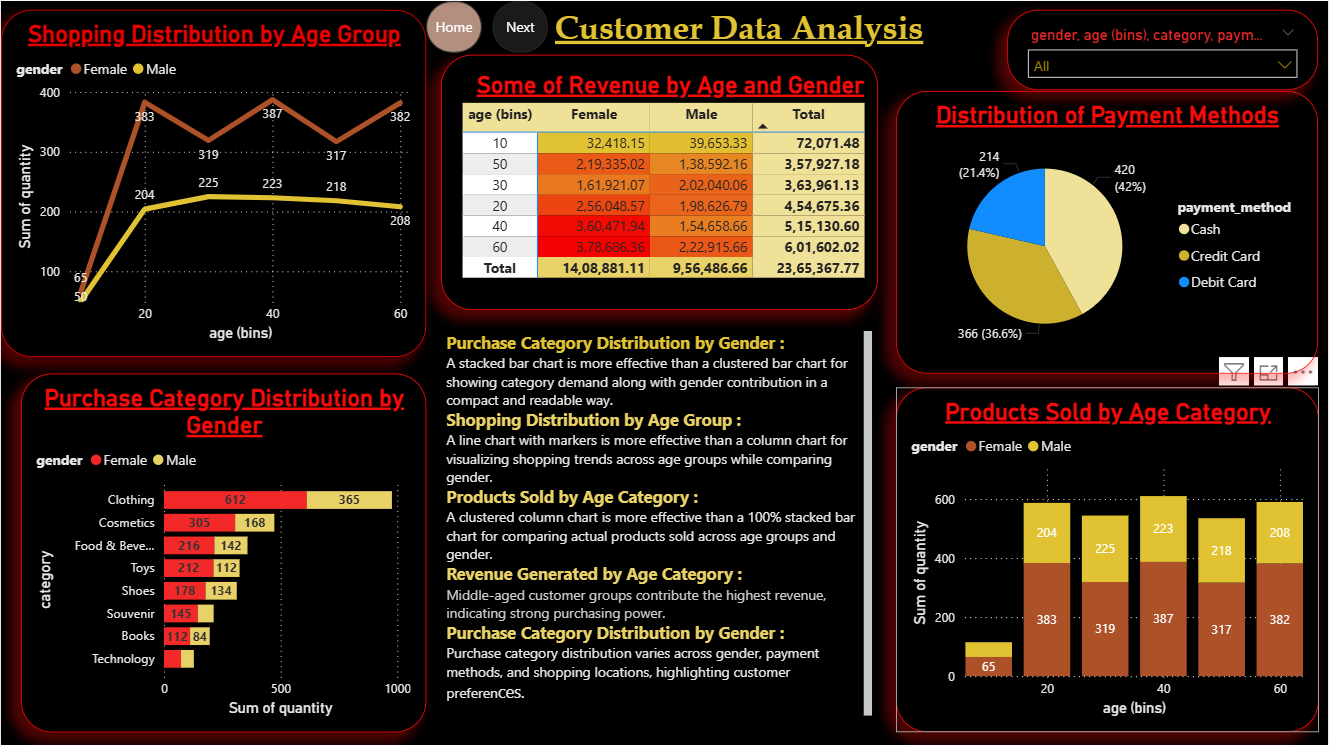 Home
Next
Customer Data Analysis
gender, age (bins), category, paym...
All
Shopping Distribution by Age Group
gender Female Male
400
300
200
100
Sum of quantity
383
319
387
317
382
204
225
223
218
208
65
50
20 40 60
age (bins)
Some of Revenue by Age and Gender
age (bins) Female Male Total
10 32,418.15 39,653.33 72,071.48
50 2,19,335.02 1,38,592.16 3,57,927.18
30 1,61,921.07 2,02,040.06 3,63,961.13
20 2,56,048.57 1,98,626.79 4,54,675.36
40 3,60,471.94 1,54,658.66 5,15,130.60
60 3,78,686.36 2,22,915.66 6,01,602.02
Total 14,08,881.11 9,56,486.66 23,65,367.77
Distribution of Payment Methods
214
(21.4%)
420
(42%)
366 (36.6%)
payment_method
Cash
Credit Card
Debit Card
Purchase Category Distribution by
Gender
gender Female Male
category
Clothing 612 365
Cosmetics 305 168
Food & Beve... 216 142
Toys 212 112
Shoes 178 134
Souvenir 145
Books 112 84
Technology
0 500 1000
Sum of quantity
Purchase Category Distribution by Gender :
A stacked bar chart is more effective than a clustered bar chart for
showing category demand along with gender contribution in a
compact and readable way.
Shopping Distribution by Age Group :
A line chart with markers is more effective than a column chart for
visualizing shopping trends across age groups while comparing
gender.
Products Sold by Age Category :
A clustered column chart is more effective than a 100% stacked bar
chart for comparing actual products sold across age groups and
gender.
Revenue Generated by Age Category :
Middle-aged customer groups contribute the highest revenue,
indicating strong purchasing power.
Purchase Category Distribution by Gender :
Purchase category distribution varies across gender, payment
methods, and shopping locations, highlighting customer
preferences.
Products Sold by Age Category
gender Female Male
600
400
200
0
Sum of quantity
204 225 223 218 208
65 383 319 387 317 382
20 40 60
age (bins)